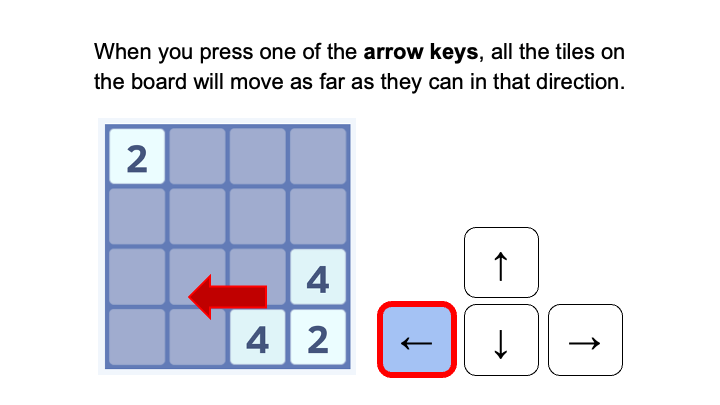 When you press one of the arrow keys, all the tiles on
the board will move as far as they can in that direction.
2
4
4 2
↑
← ↓ →